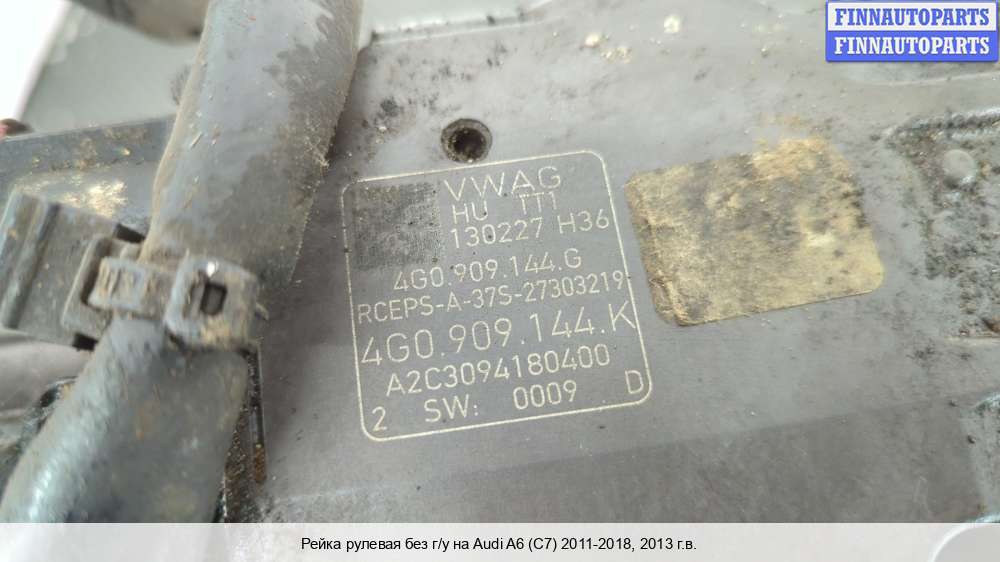 FINNAUTOPARTS
FINNAUTOPARTS
VWAG
HU TT1
130227 H36
4G0.909.144.G
RCEPS-A-37S-27303219
4G0.909.144.K
A2C3094180400
2 SW: 0009 D
Рейка рулевая без г/у на Audi A6 (C7) 2011-2018, 2013 г.в.